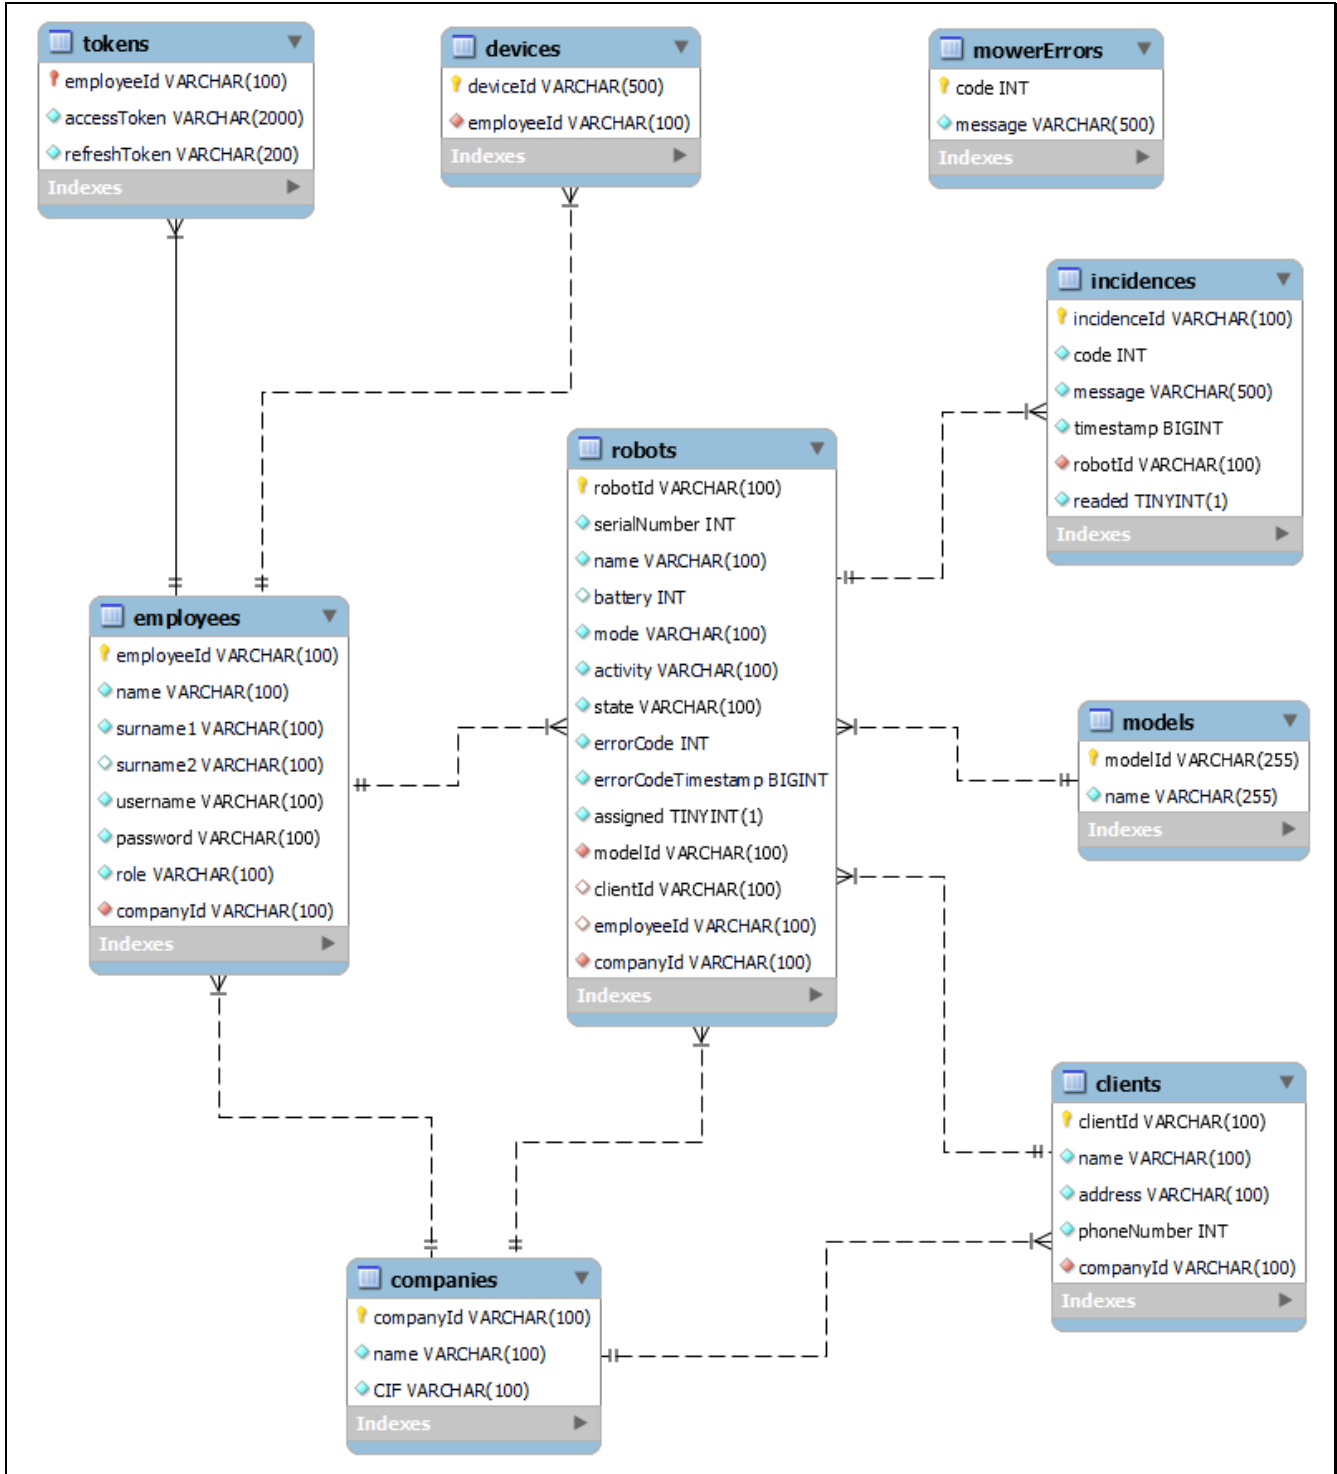 tokens
employeeId VARCHAR(100)
accessToken VARCHAR(2000)
refreshToken VARCHAR(200)
Indexes
devices
deviceId VARCHAR(500)
employeeId VARCHAR(100)
Indexes
mowerErrors
code INT
message VARCHAR(500)
Indexes
incidences
incidenceId VARCHAR(100)
code INT
message VARCHAR(500)
timestamp BIGINT
robotId VARCHAR(100)
readed TINYINT(1)
Indexes
robots
robotId VARCHAR(100)
serialNumber INT
name VARCHAR(100)
battery INT
mode VARCHAR(100)
activity VARCHAR(100)
state VARCHAR(100)
errorCode INT
errorCodeTimestamp BIGINT
assigned TINYINT(1)
modelId VARCHAR(100)
clientId VARCHAR(100)
employeeId VARCHAR(100)
companyId VARCHAR(100)
Indexes
employees
employeeId VARCHAR(100)
name VARCHAR(100)
surname1 VARCHAR(100)
surname2 VARCHAR(100)
username VARCHAR(100)
password VARCHAR(100)
role VARCHAR(100)
companyId VARCHAR(100)
Indexes
models
modelId VARCHAR(255)
name VARCHAR(255)
Indexes
clients
clientId VARCHAR(100)
name VARCHAR(100)
address VARCHAR(100)
phoneNumber INT
companyId VARCHAR(100)
Indexes
companies
companyId VARCHAR(100)
name VARCHAR(100)
CIF VARCHAR(100)
Indexes